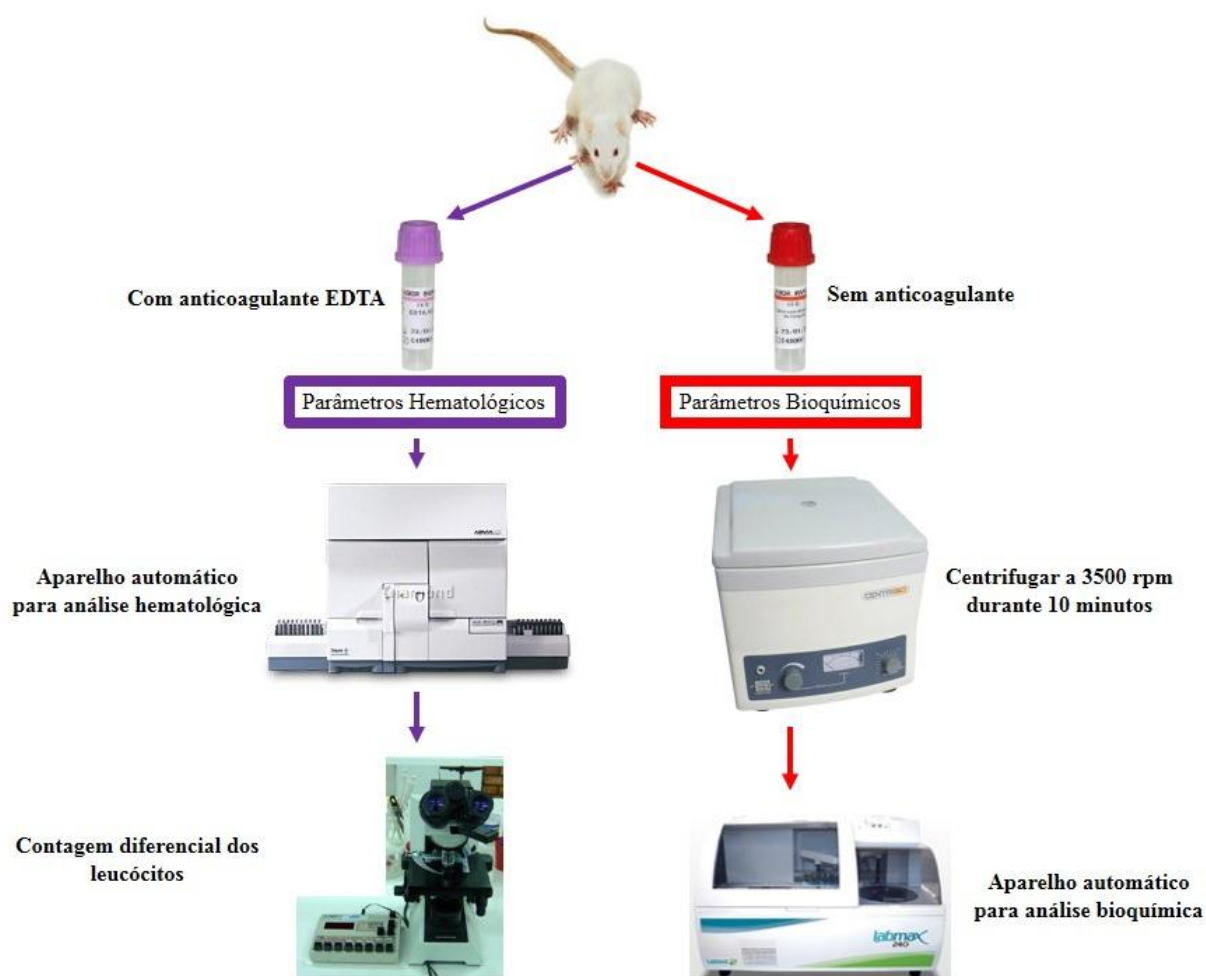 Com anticoagulante EDTA
Sem anticoagulante
Parâmetros Hematológicos
Parâmetros Bioquímicos
Aparelho automático
para análise hematológica
Centrifugar a 3500 rpm
durante 10 minutos
Contagem diferencial dos
leucócitos
Aparelho automático
para análise bioquímica
labmax
240